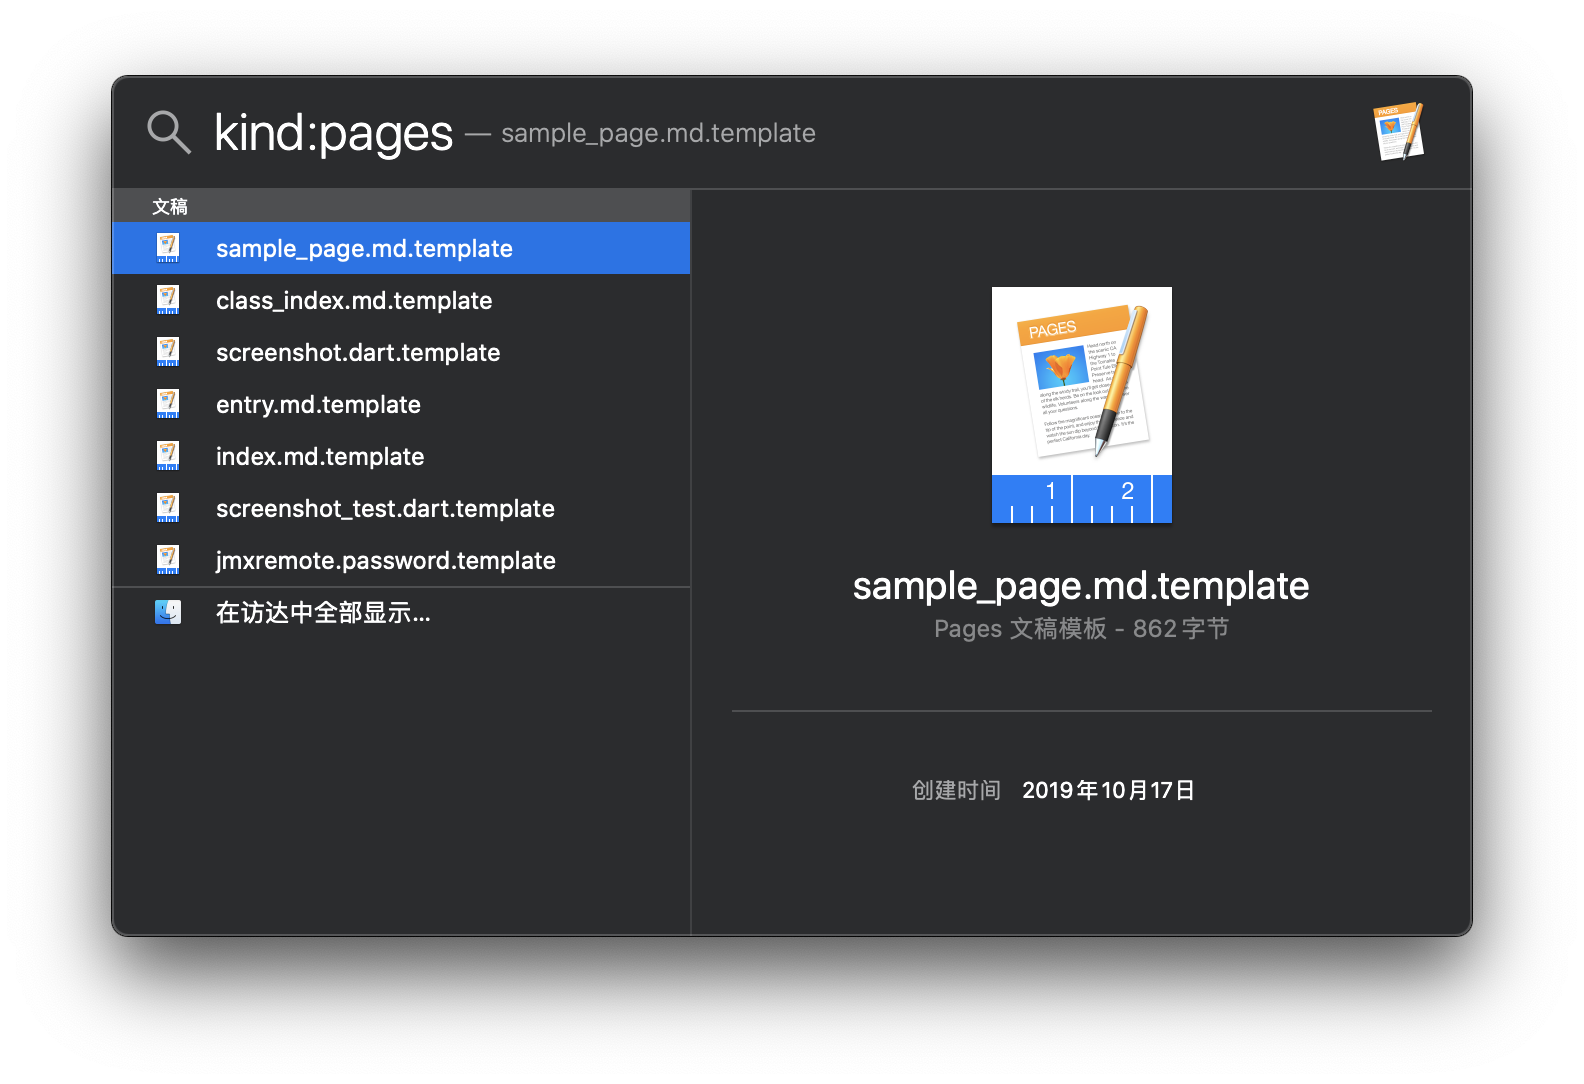 kind:pages — sample_page.md.template
文稿
sample_page.md.template
class_index.md.template
screenshot.dart.template
entry.md.template
index.md.template
screenshot_test.dart.template
jmxremote.password.template
在访达中全部显示...
PAGES
1 2
sample_page.md.template
Pages 文稿模板 - 862字节
创建时间 2019年10月17日